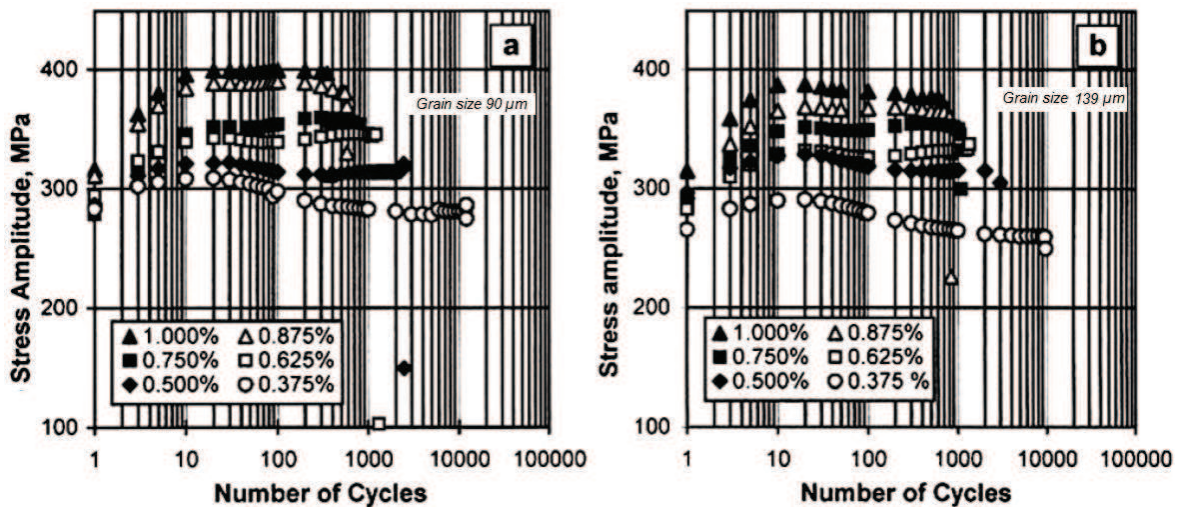 a
Grain size 90 µm
Stress Amplitude, MPa
400
300
200
100
1.000% 0.875%
0.750% 0.625%
0.500% 0.375%
1 10 100 1000 10000 100000
Number of Cycles
b
Grain size 139 µm
Stress amplitude, MPa
400
300
200
100
1.000% 0.875%
0.750% 0.625%
0.500% 0.375 %
1 10 100 1000 10000 100000
Number of Cycles